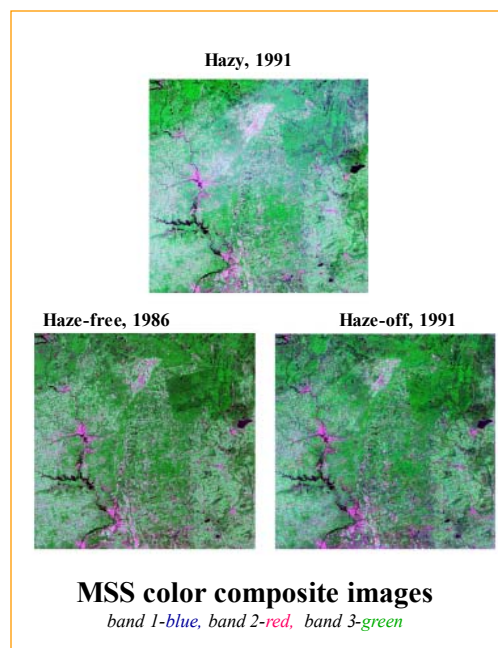 Hazy, 1991
Haze-free, 1986
Haze-off, 1991
MSS color composite images
band 1-blue, band 2-red, band 3-green